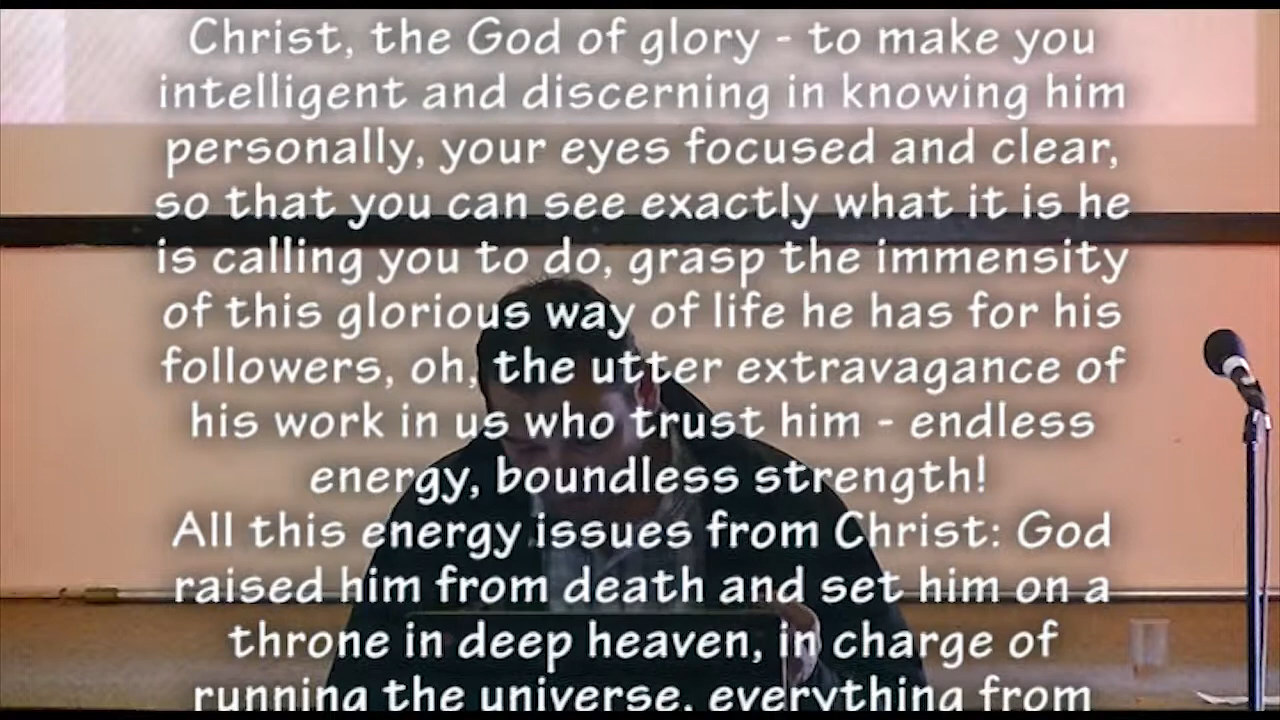 Christ, the God of glory - to make you
intelligent and discerning in knowing him
personally, your eyes focused and clear,
so that you can see exactly what it is he
is calling you to do, grasp the immensity
of this glorious way of life he has for his
followers, oh, the utter extravagance of
his work in us who trust him - endless
energy, boundless strength!
All this energy issues from Christ: God
raised him from death and set him on a
throne in deep heaven, in charge of
running the universe, everything from